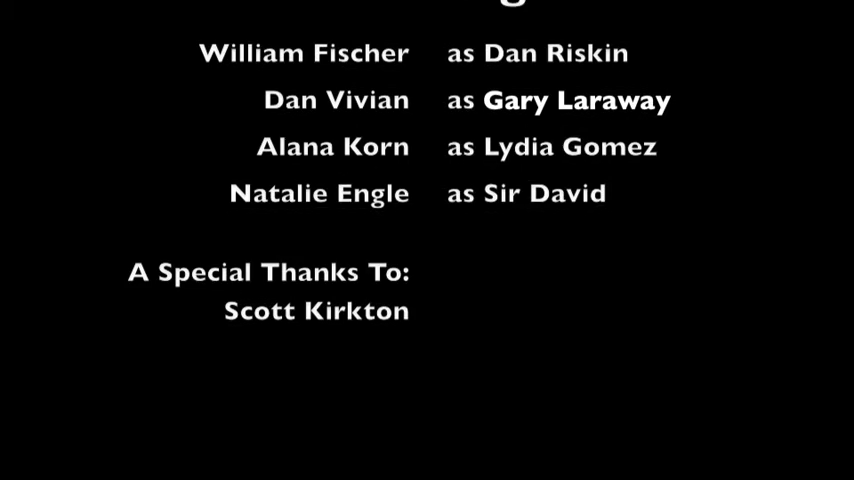 William Fischer as Dan Riskin
Dan Vivian as Gary Laraway
Alana Korn as Lydia Gomez
Natalie Engle as Sir David
A Special Thanks To:
Scott Kirkton